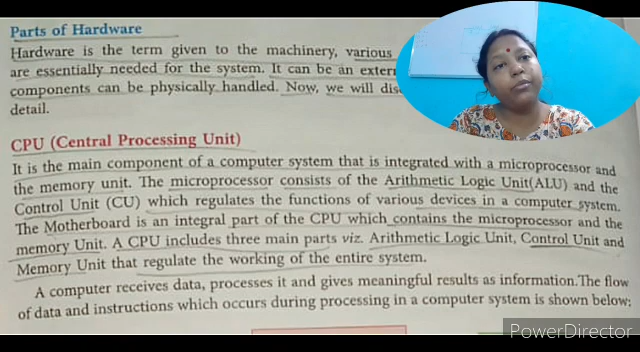 Parts of Hardware
Hardware is the term given to the machinery, various
are essentially needed for the system. It can be an extern
components can be physically handled. Now, we will dis
detail.
CPU (Central Processing Unit)
It is the main component of a computer system that is integrated with a microprocessor and
the memory unit. The microprocessor consists of the Arithmetic Logic Unit(ALU) and the
Control Unit (CU) which regulates the functions of various devices in a computer system.
The Motherboard is an integral part of the CPU which contains the microprocessor and the
memory Unit. A CPU includes three main parts viz. Arithmetic Logic Unit, Control Unit and
Memory Unit that regulate the working of the entire system.
A computer receives data, processes it and gives meaningful results as information.The flow
of data and instructions which occurs during processing in a computer system is shown below:
PowerDirector